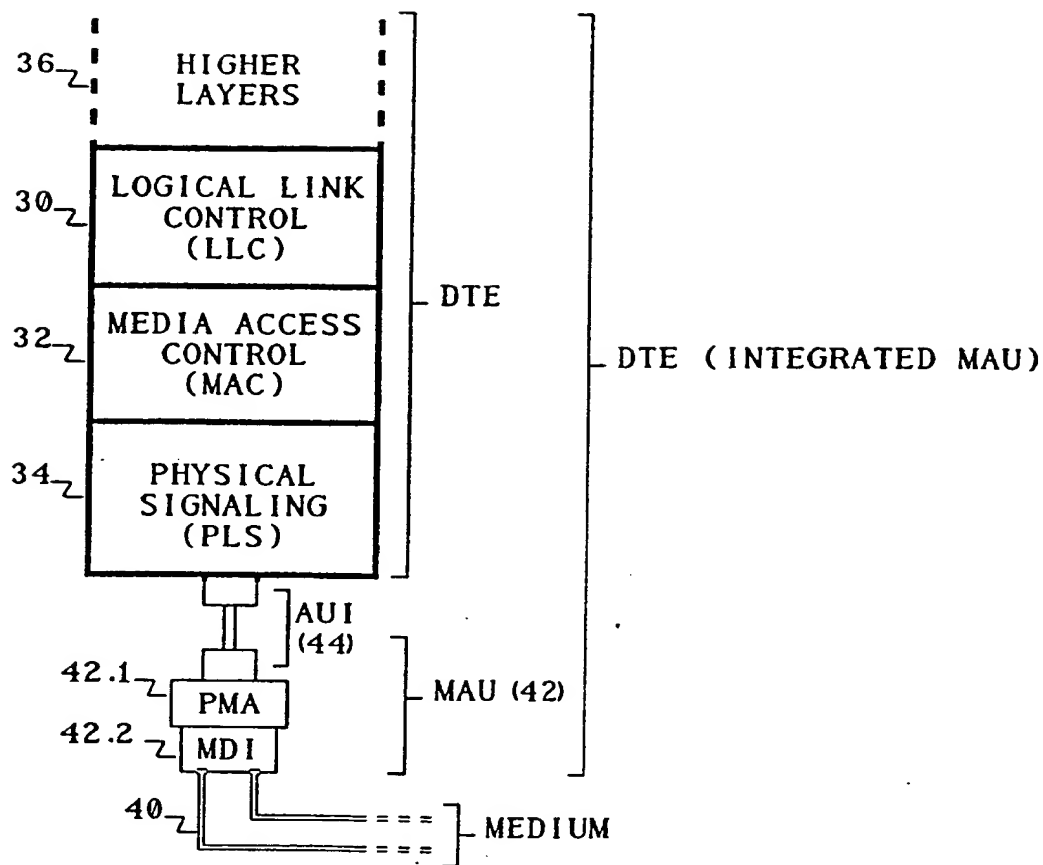 36
HIGHER
LAYERS
30
LOGICAL LINK
CONTROL
(LLC)
DTE
32
MEDIA ACCESS
CONTROL
(MAC)
DTE (INTEGRATED MAU)
34
PHYSICAL
SIGNALING
(PLS)
AUI
(44)
42.1
PMA
MAU (42)
42.2
MDI
40
MEDIUM